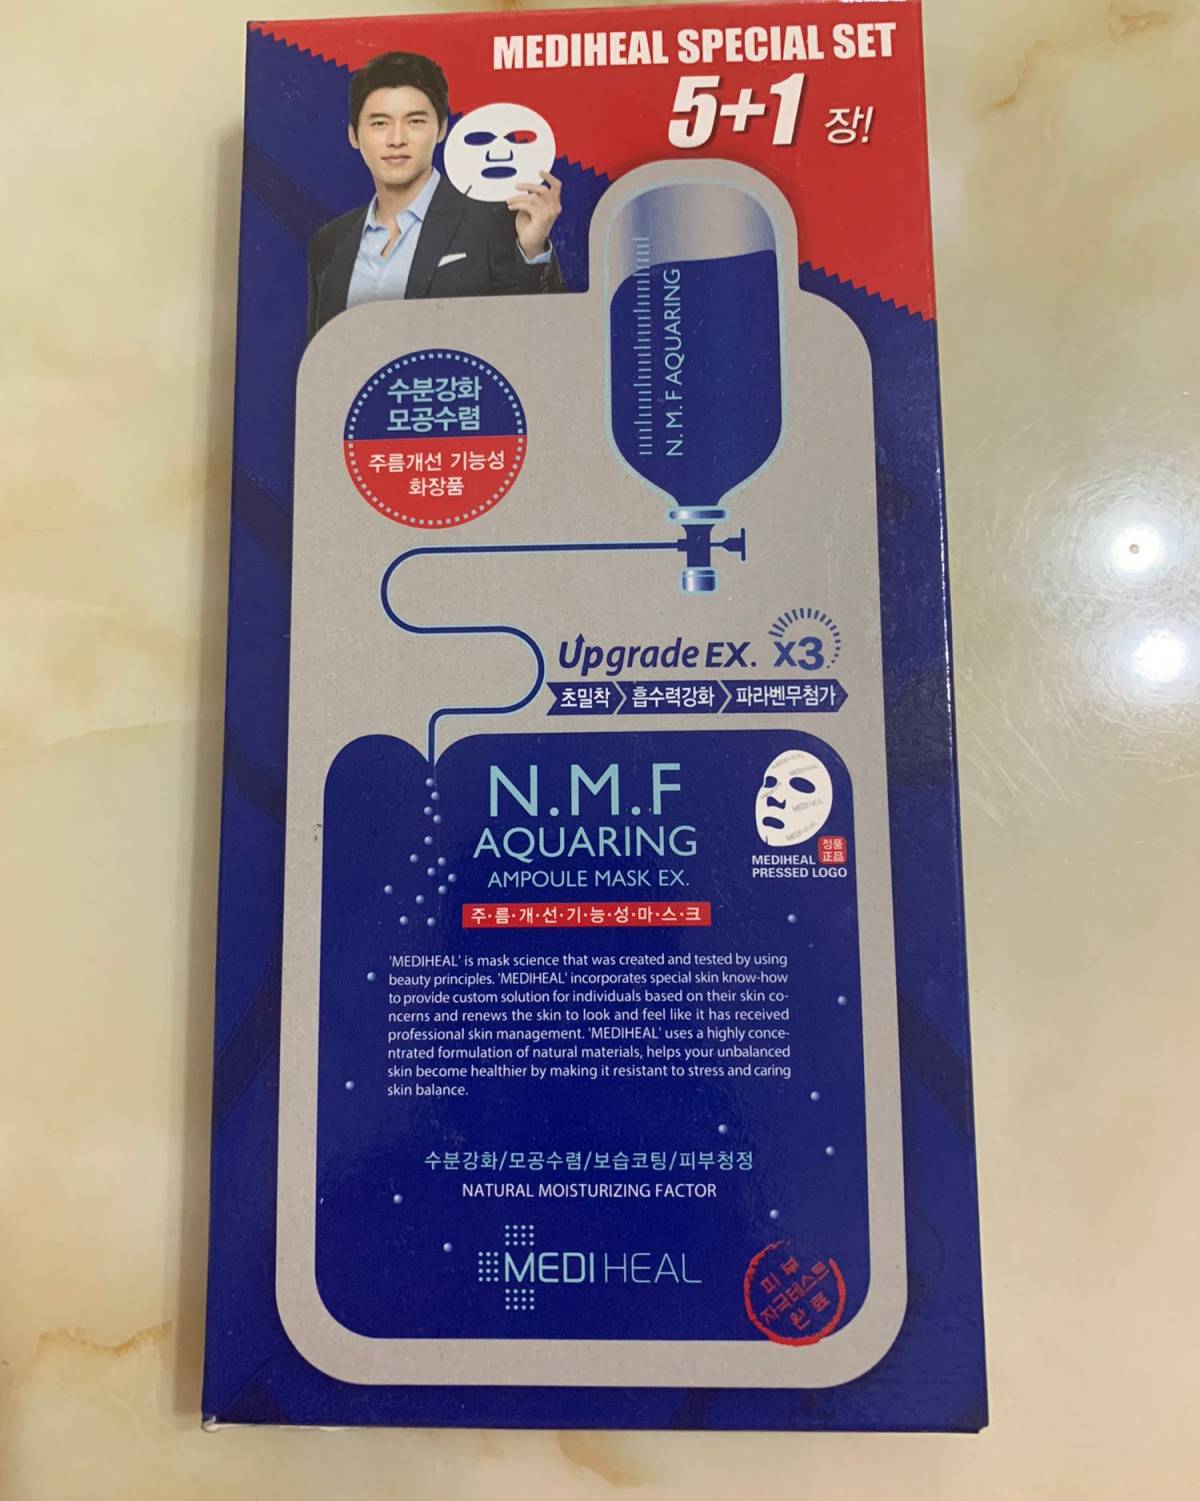 MEDIHEAL SPECIAL SET
5+1 장!
N.M.F AQUARING
수분강화
모공수렴
주름개선 기능성
화장품
Upgrade EX. x3
초밀착 흡수력강화 파라벤무첨가
N.M.F
AQUARING
AMPOULE MASK EX.
주·름·개·선·기·능·성·마·스·크
MEDIHEAL
MEDIHEAL
MEDIHEAL
MEDIHEAL
정품
正品
MEDIHEAL
PRESSED LOGO
'MEDIHEAL' is mask science that was created and tested by using
beauty principles. 'MEDIHEAL' incorporates special skin know-how
to provide custom solution for individuals based on their skin co-
ncerns and renews the skin to look and feel like it has received
professional skin management. 'MEDIHEAL' uses a highly conce-
ntrated formulation of natural materials, helps your unbalanced
skin become healthier by making it resistant to stress and caring
skin balance.
수분강화/모공수렴/보습코팅/피부청정
NATURAL MOISTURIZING FACTOR
MEDIHEAL
피부
자극테스트
완료